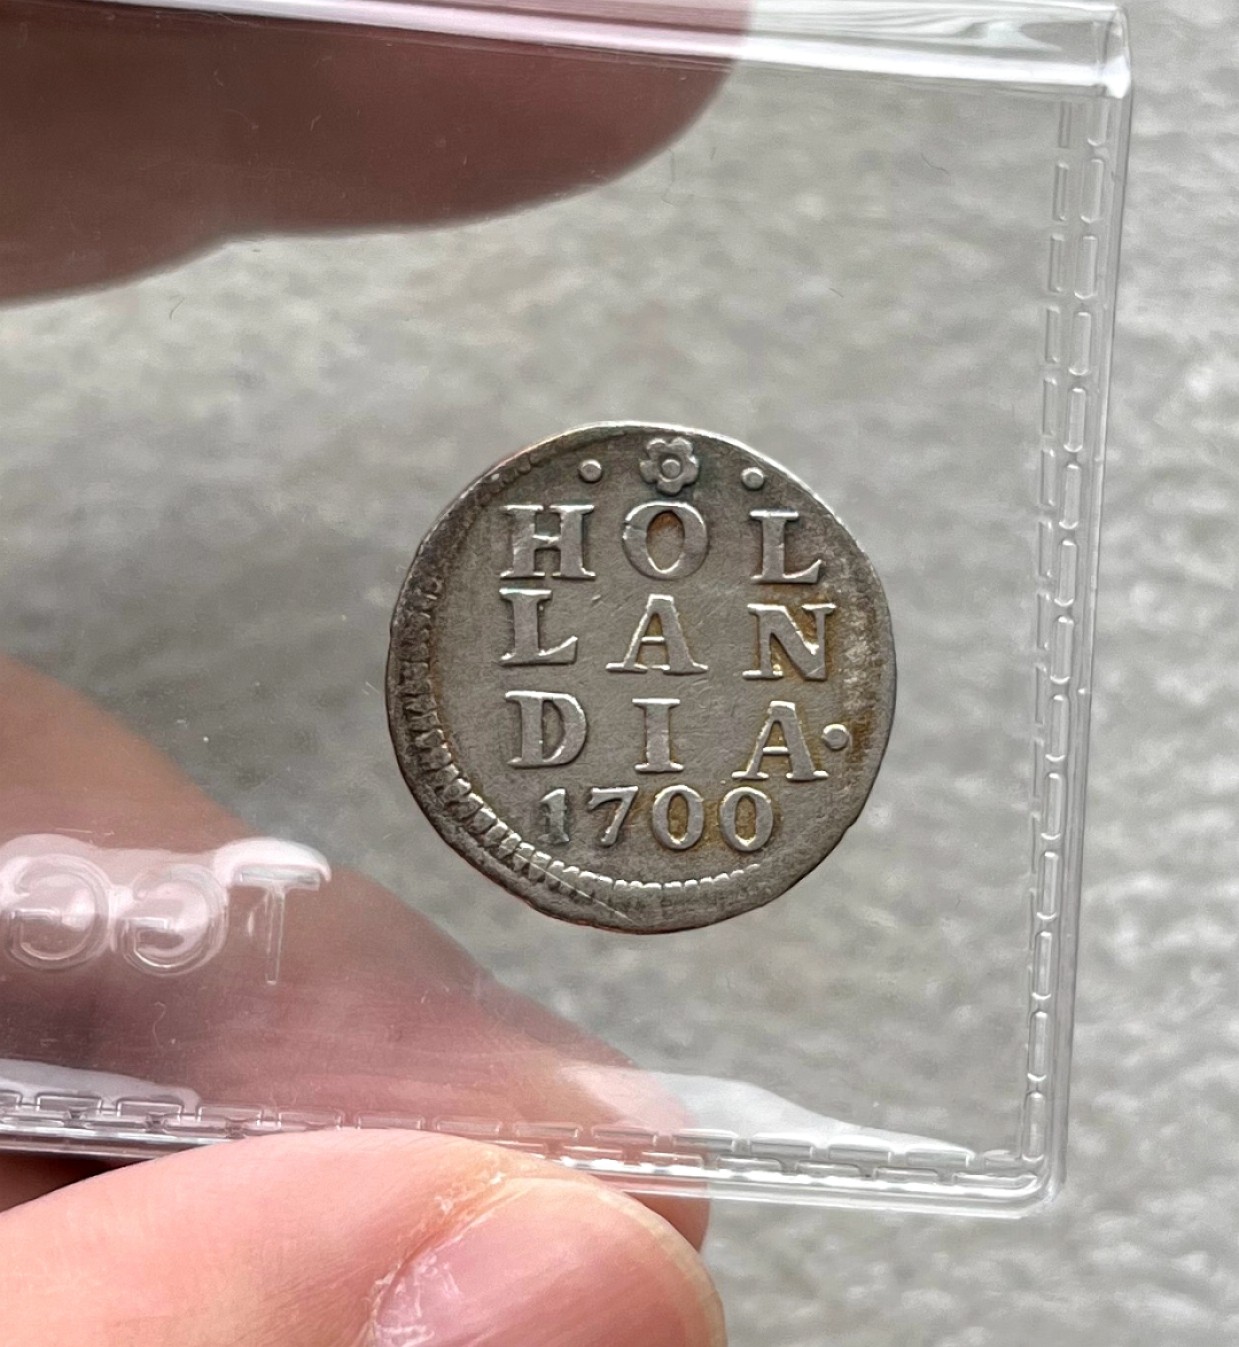 · HOL ·
LAN
DIA·
1700